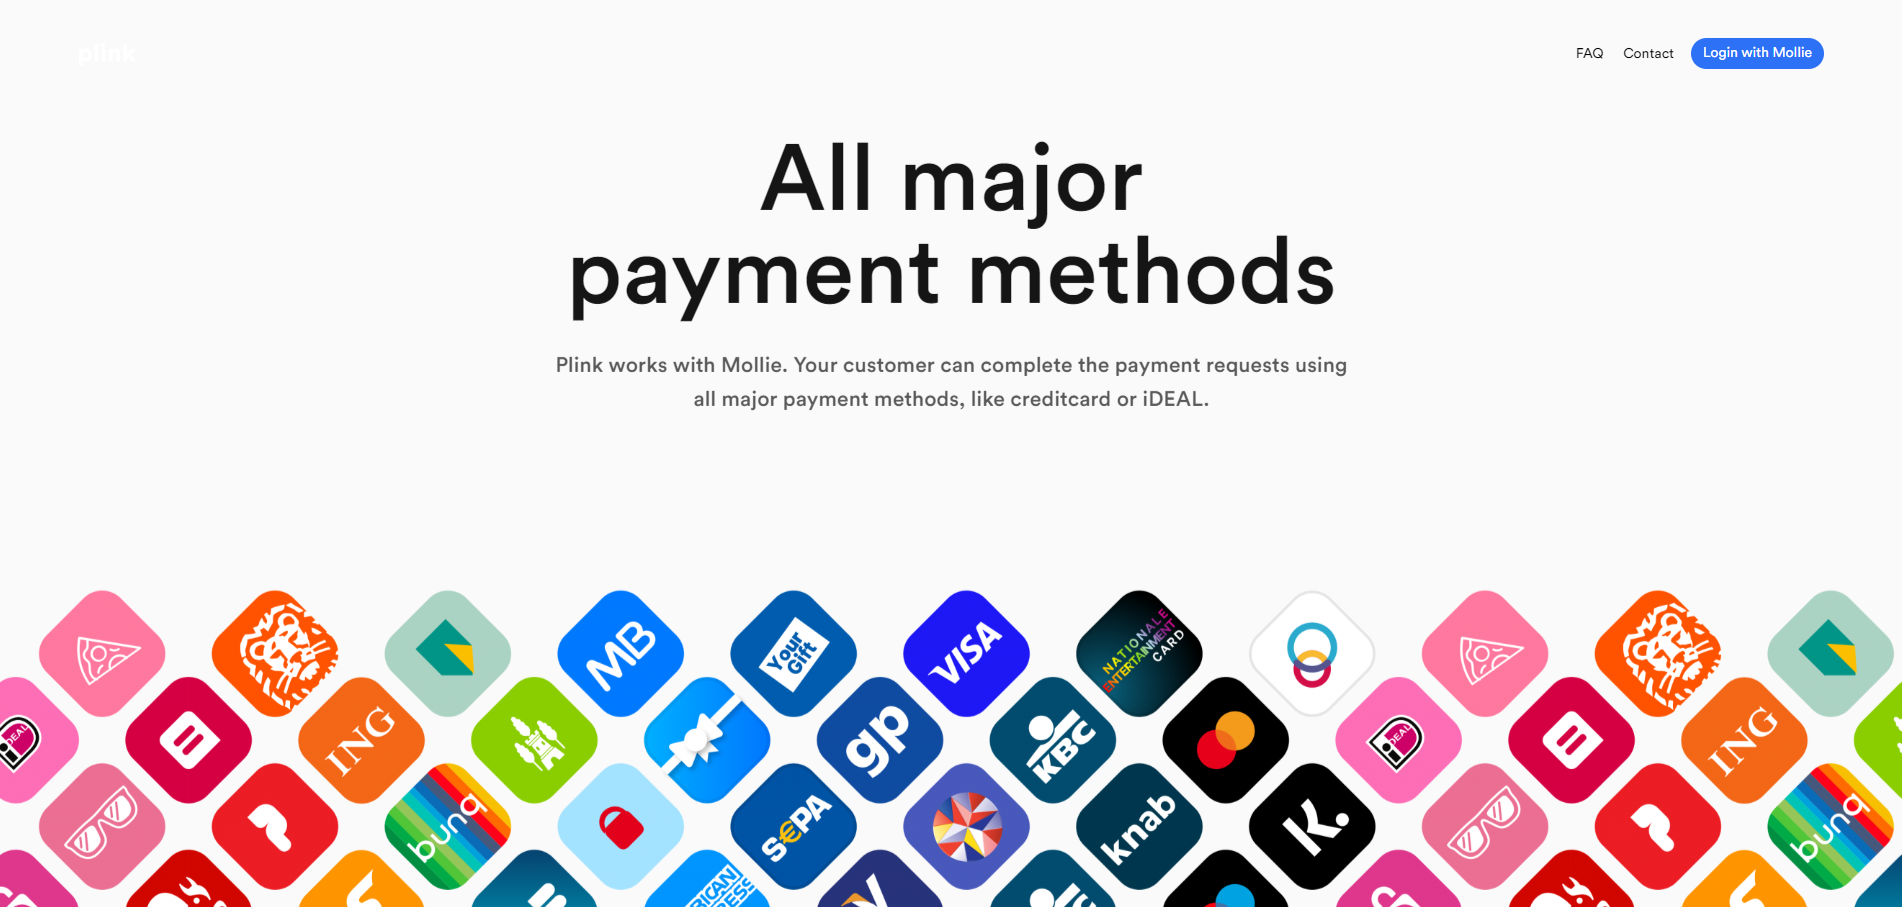 plink
FAQ
Contact
Login with Mollie
All major
payment methods
Plink works with Mollie. Your customer can complete the payment requests using
all major payment methods, like creditcard or iDEAL.
MB
Your
Gift
VISA
NATIONALE
ENTERTAINMENT
CARD
iDEAL
ING
gp
KBC
iDEAL
ING
bunq
S€PA
knab
K.
bunq